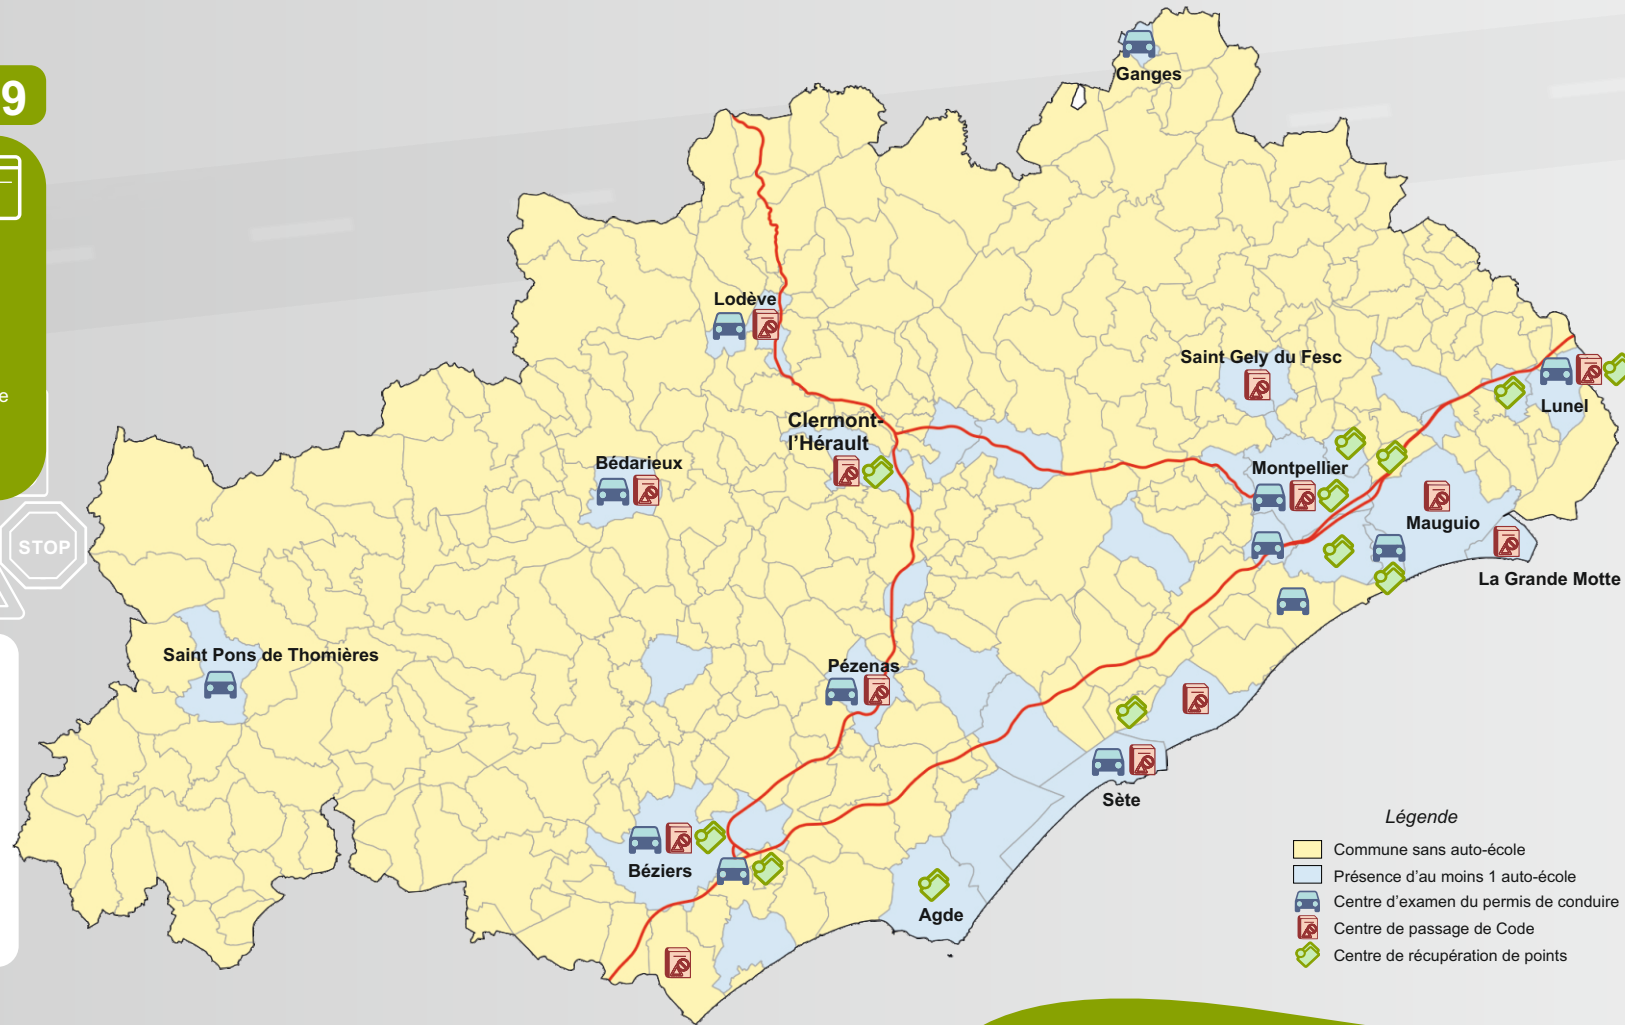 9
e
STOP
Ganges
Lodève
Saint Gely du Fesc
Lunel
Clermont-
l'Hérault
Bédarieux
Montpellier
Mauguio
La Grande Motte
Saint Pons de Thomières
Pézenas
Sète
Béziers
Agde
Légende
Commune sans auto-école
Présence d'au moins 1 auto-école
Centre d'examen du permis de conduire
Centre de passage de Code
Centre de récupération de points